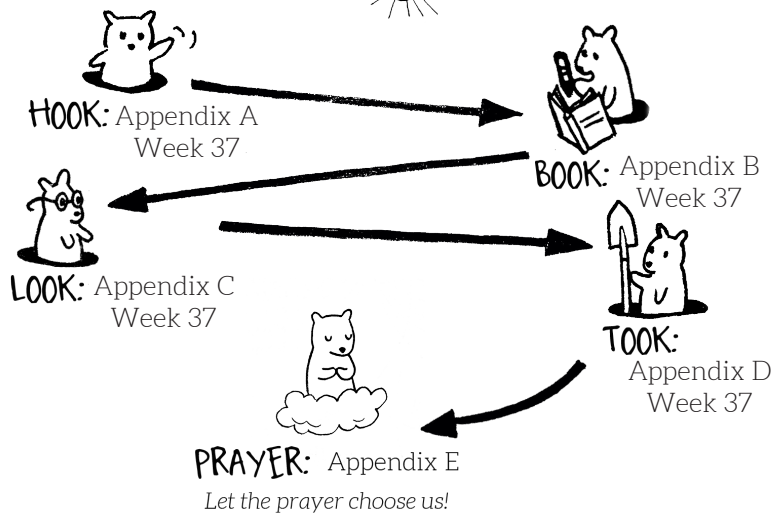 HOOK: Appendix A
Week 37
BOOK: Appendix B
Week 37
LOOK: Appendix C
Week 37
TOOK:
Appendix D
Week 37
PRAYER: Appendix E
Let the prayer choose us!